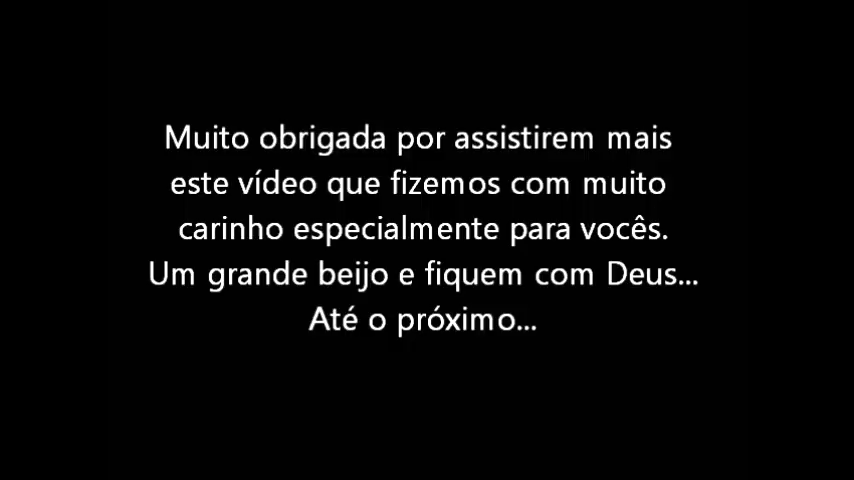 Muito obrigada por assistirem mais
este vídeo que fizemos com muito
carinho especialmente para vocês.
Um grande beijo e fiquem com Deus...
Até o próximo...